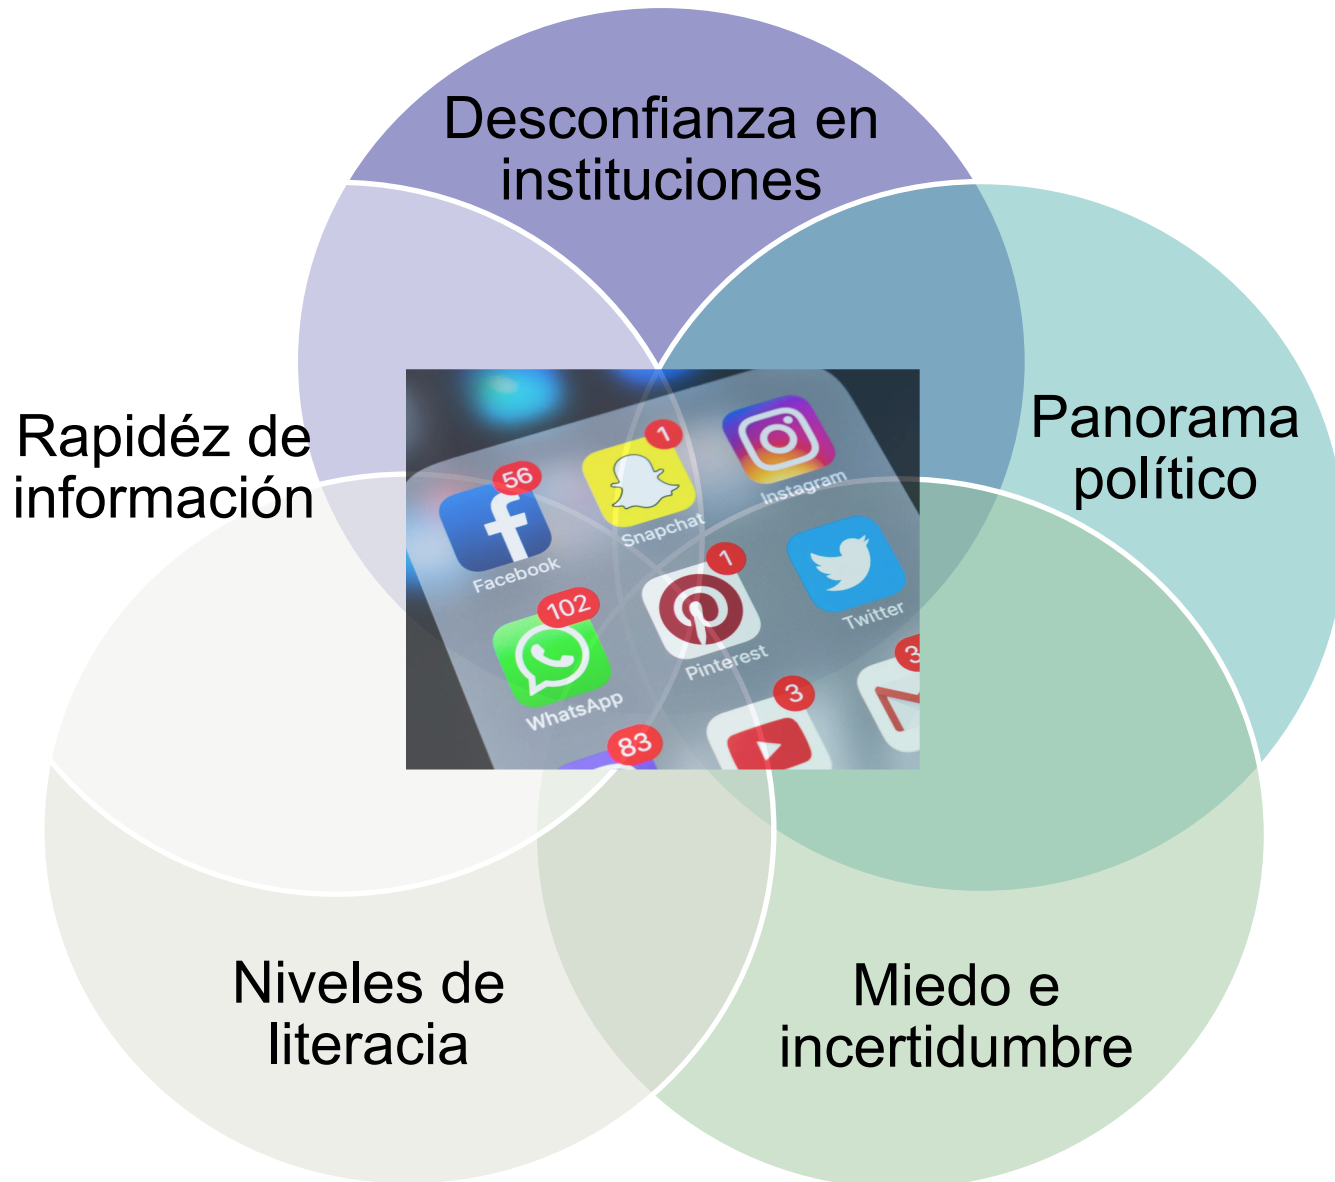 Desconfianza en
instituciones
Panorama
político
Rapidéz de
información
56
Facebook
1
Snapchat
Instagram
102
WhatsApp
1
Pinterest
Twitter
83
3
3
Niveles de
literacia
Miedo e
incertidumbre